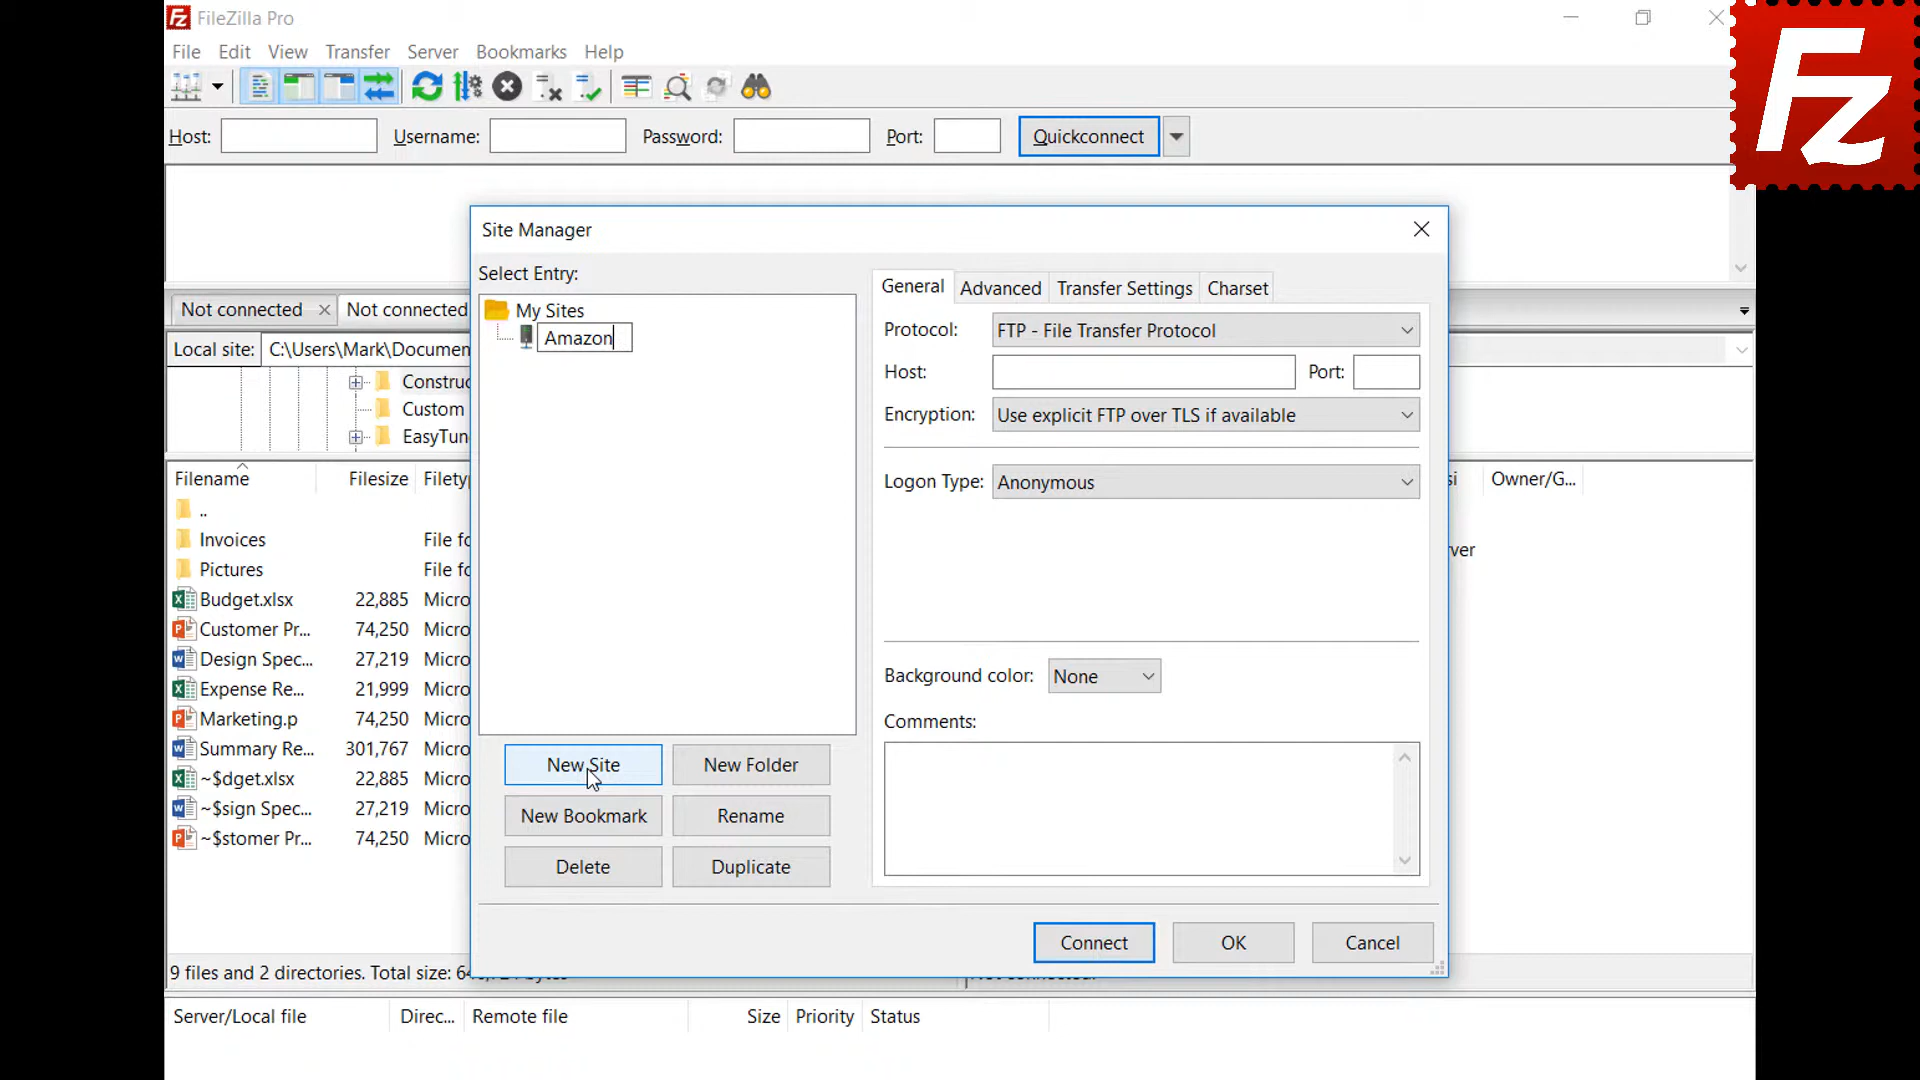 FileZilla Pro
File Edit View Transfer Server Bookmarks Help
Host: Username: Password: Port: Quickconnect
Fz
Site Manager
Select Entry:
My Sites
Amazon
General Advanced Transfer Settings Charset
Protocol: FTP - File Transfer Protocol
Host: Port:
Encryption: Use explicit FTP over TLS if available
Logon Type: Anonymous
Background color: None
Comments:
New Site New Folder
New Bookmark Rename
Delete Duplicate
Connect OK Cancel
Not connected Not connected
Local site: C:\Users\Mark\Documen
Constru
Custom
EasyTun
Filename Filesize Filety Owner/G...
..
Invoices File fo
Pictures File fo
Budget.xlsx 22,885 Micro
Customer Pr... 74,250 Micro
Design Spec... 27,219 Micro
Expense Re... 21,999 Micro
Marketing.p 74,250 Micro
Summary Re... 301,767 Micro
~$dget.xlsx 22,885 Micro
~$sign Spec... 27,219 Micro
~$stomer Pr... 74,250 Micro
9 files and 2 directories. Total size:
Server/Local file Direc... Remote file Size Priority Status